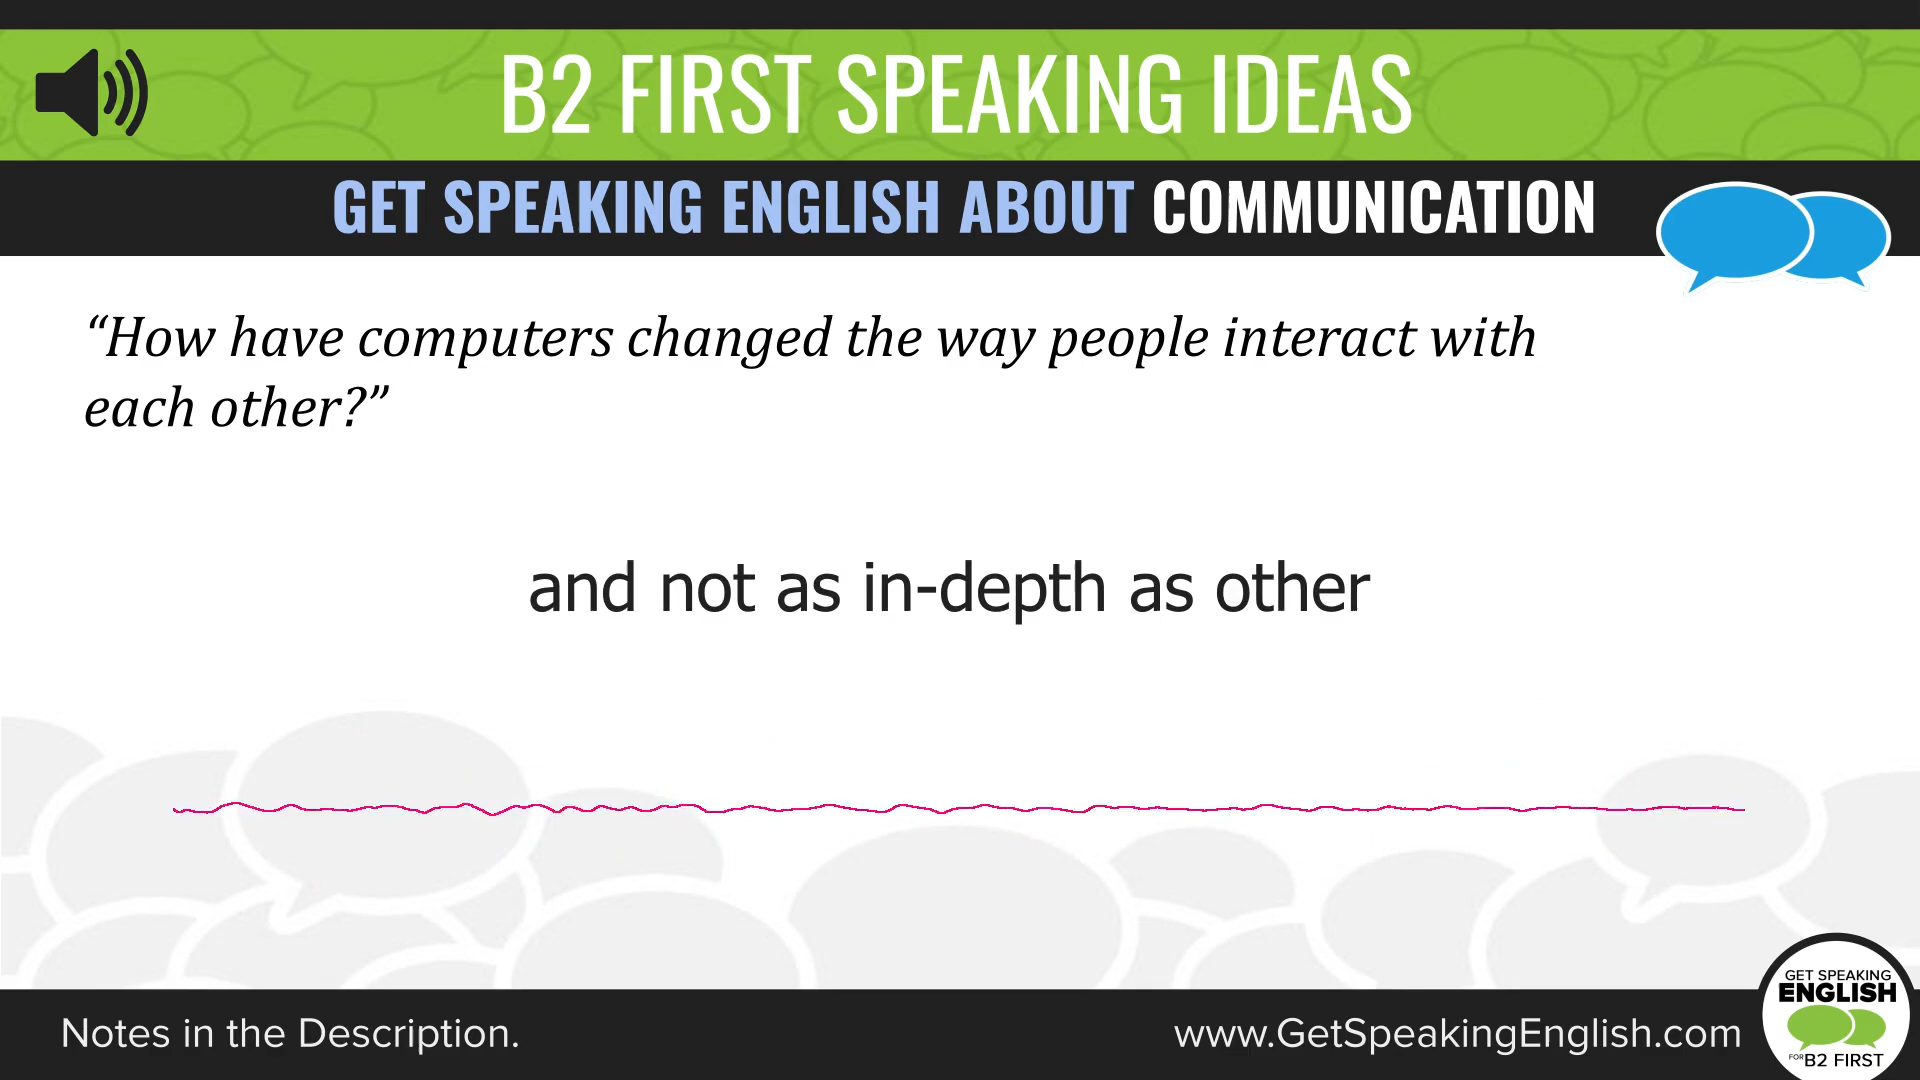 B2 FIRST SPEAKING IDEAS
GET SPEAKING ENGLISH ABOUT COMMUNICATION
“How have computers changed the way people interact with
each other?”
and not as in-depth as other
Notes in the Description.
www.GetSpeakingEnglish.com
GET SPEAKING
ENGLISH
FOR B2 FIRST